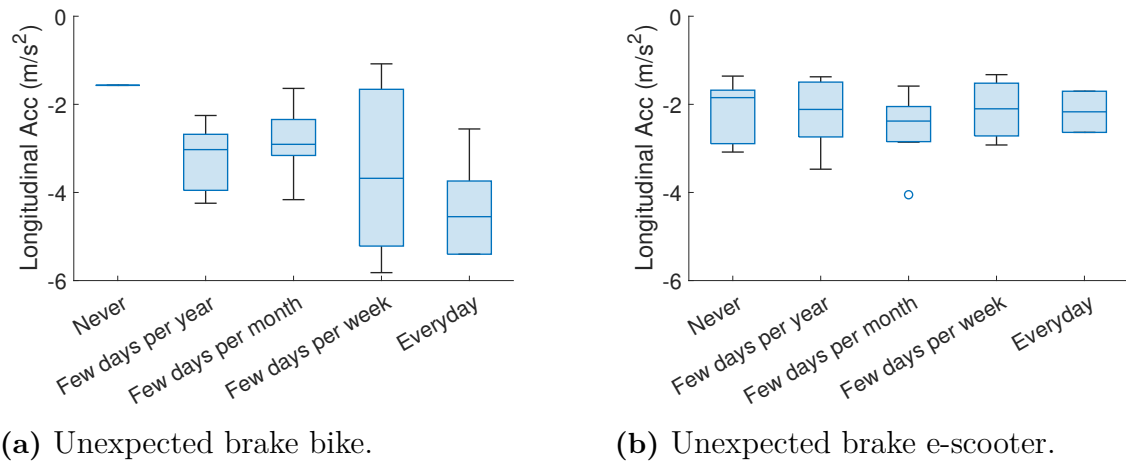 0
-2
-4
-6
Longitudinal Acc (m/s²)
Never
Few days per year
Few days per month
Few days per week
Everyday
(a) Unexpected brake bike.
0
-2
-4
-6
Longitudinal Acc (m/s²)
Never
Few days per year
Few days per month
Few days per week
Everyday
(b) Unexpected brake e-scooter.